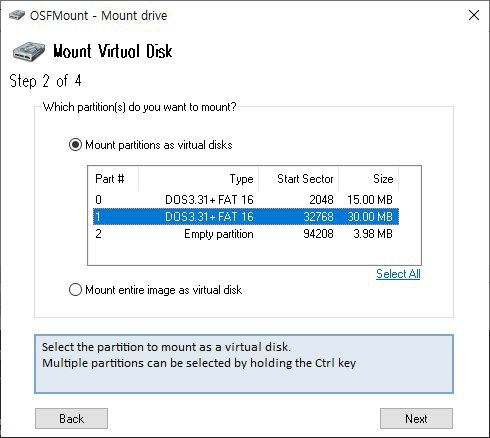 OSFMount - Mount drive
Mount Virtual Disk
Step 2 of 4
Which partition(s) do you want to mount?
Mount partitions as virtual disks
Part # Type Start Sector Size
0 DOS3.31+ FAT 16 2048 15.00 MB
1 DOS3.31+ FAT 16 32768 30.00 MB
2 Empty partition 94208 3.98 MB
Select All
Mount entire image as virtual disk
Select the partition to mount as a virtual disk.
Multiple partitions can be selected by holding the Ctrl key
Back Next